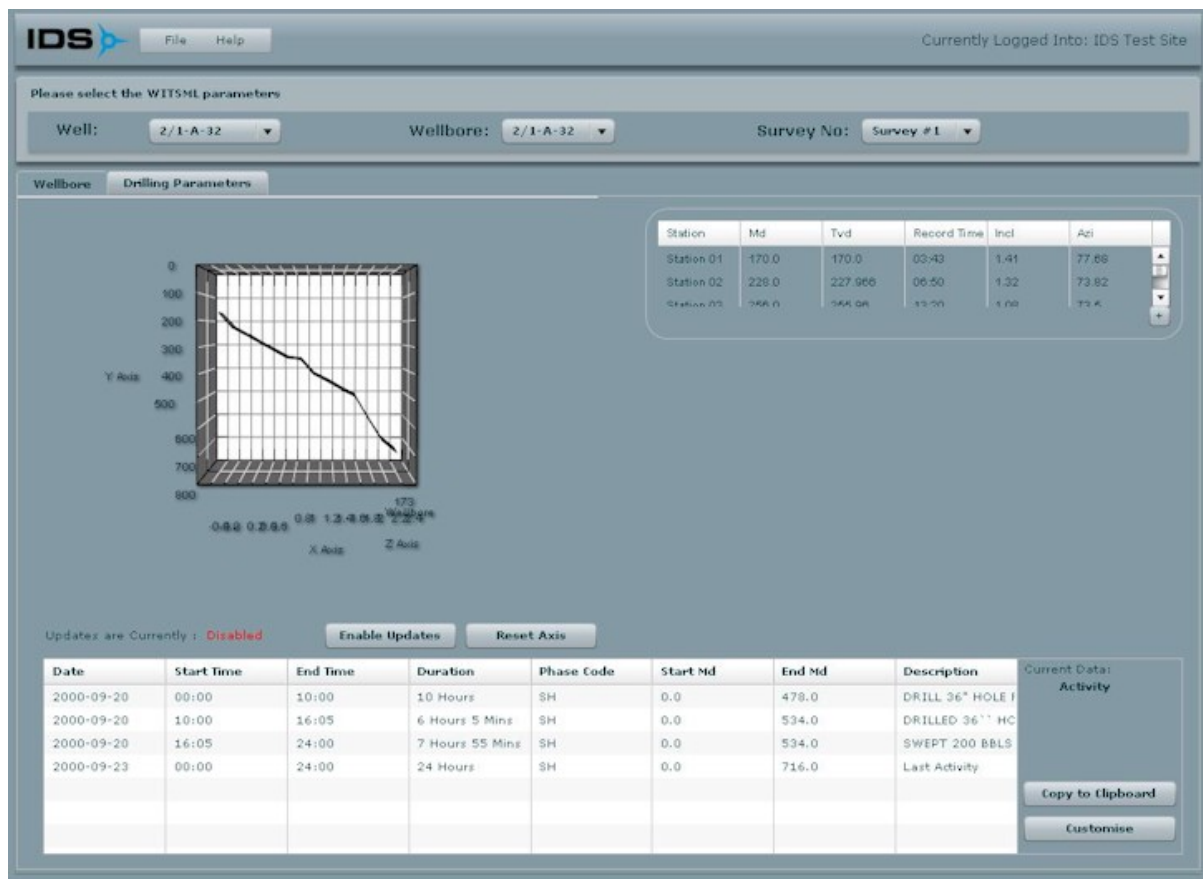 IDS File Help Currently Logged Into: IDS Test Site
Please select the WITSML parameters
Well: 2/1-A-32 Wellbore: 2/1-A-32 Survey No: Survey #1
Wellbore Drilling Parameters
Station Md Tvd Record Time Incl Azi
Station 01 170.0 170.0 03:43 1.41 77.68
Station 02 228.0 227.966 06:50 1.32 73.82
0
100
200
300
Y Axis 400
500
600
700
800
173
Wellbore
X Axis Z Axis
Updates are Currently : Disabled Enable Updates Reset Axis
Date Start Time End Time Duration Phase Code Start Md End Md Description Current Data:
Activity
2000-09-20 00:00 10:00 10 Hours SH 0.0 478.0 DRILL 36" HOLE
2000-09-20 10:00 16:05 6 Hours 5 Mins SH 0.0 534.0 DRILLED 36``
2000-09-20 16:05 24:00 7 Hours 55 Mins SH 0.0 534.0 SWEPT 200 BBLS
2000-09-23 00:00 24:00 24 Hours SH 0.0 716.0 Last Activity
Copy to Clipboard
Customise